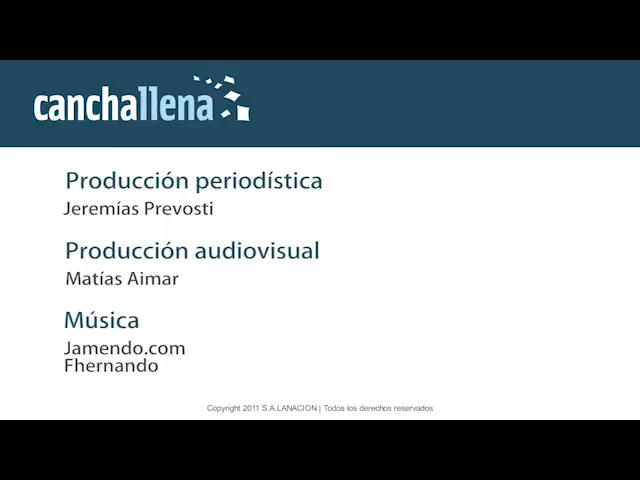 canchallena
Producción periodística
Jeremías Prevosti
Producción audiovisual
Matías Aimar
Música
Jamendo.com
Fhernando
Copyright 2011 S.A.LANACION | Todos los derechos reservados